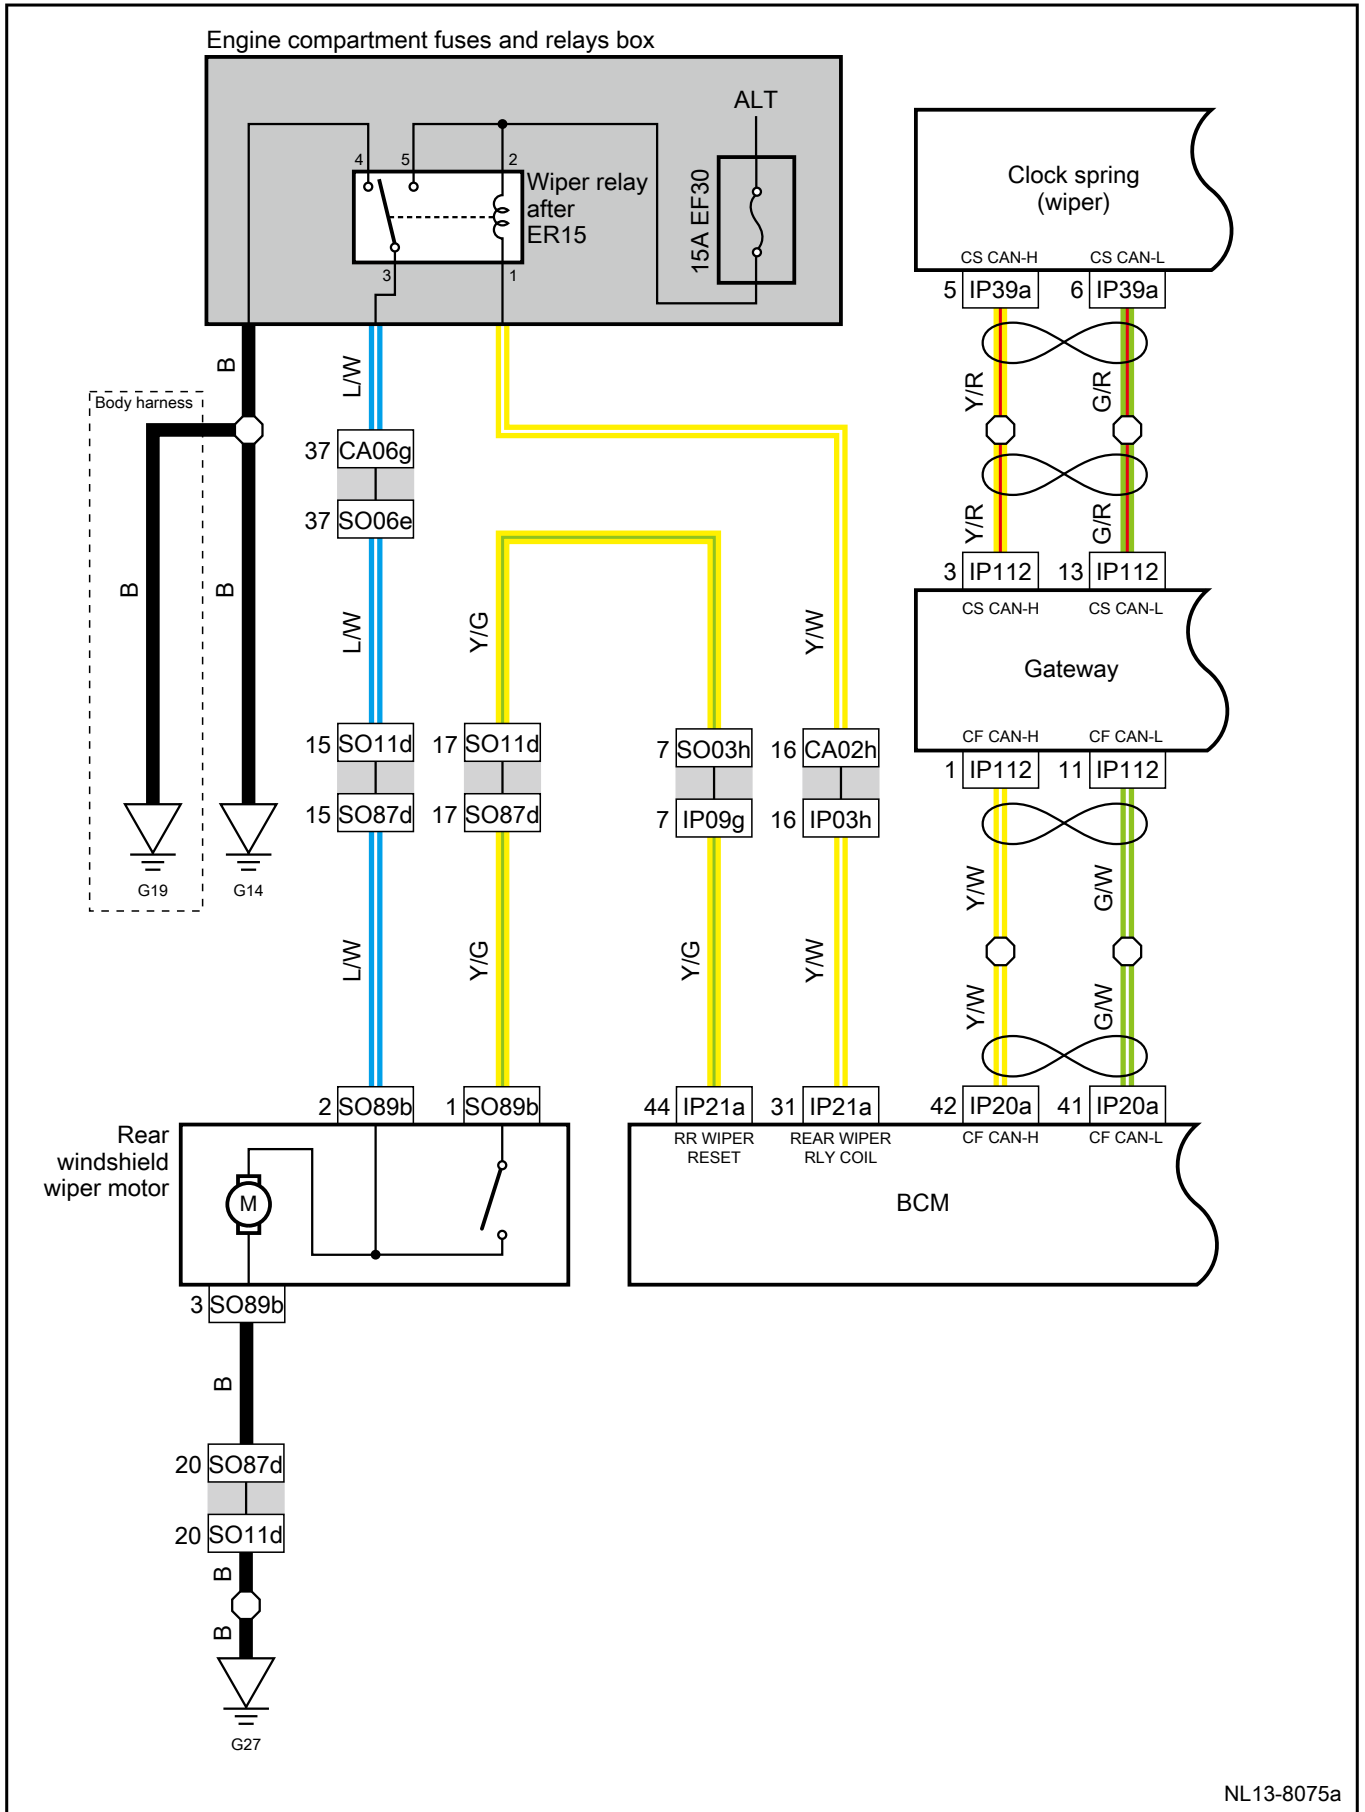 Engine compartment fuses and relays box
ALT
15A EF30
4
5
2
Wiper relay
after
ER15
3
1
Clock spring
(wiper)
CS CAN-H
CS CAN-L
5 IP39a
6 IP39a
B
L/W
Y/R
G/R
Body harness
37 CA06g
37 SO06e
Y/R
G/R
3 IP112
13 IP112
CS CAN-H
CS CAN-L
B
B
L/W
Y/G
Y/W
Gateway
CF CAN-H
CF CAN-L
15 SO11d
17 SO11d
7 SO03h
16 CA02h
1 IP112
11 IP112
15 SO87d
17 SO87d
7 IP09g
16 IP03h
G19
G14
Y/W
G/W
L/W
Y/G
Y/G
Y/W
Y/W
G/W
2 SO89b
1 SO89b
44 IP21a
31 IP21a
42 IP20a
41 IP20a
Rear
windshield
wiper motor
RR WIPER
RESET
REAR WIPER
RLY COIL
CF CAN-H
CF CAN-L
M
BCM
3 SO89b
B
20 SO87d
20 SO11d
B
B
G27
NL13-8075a